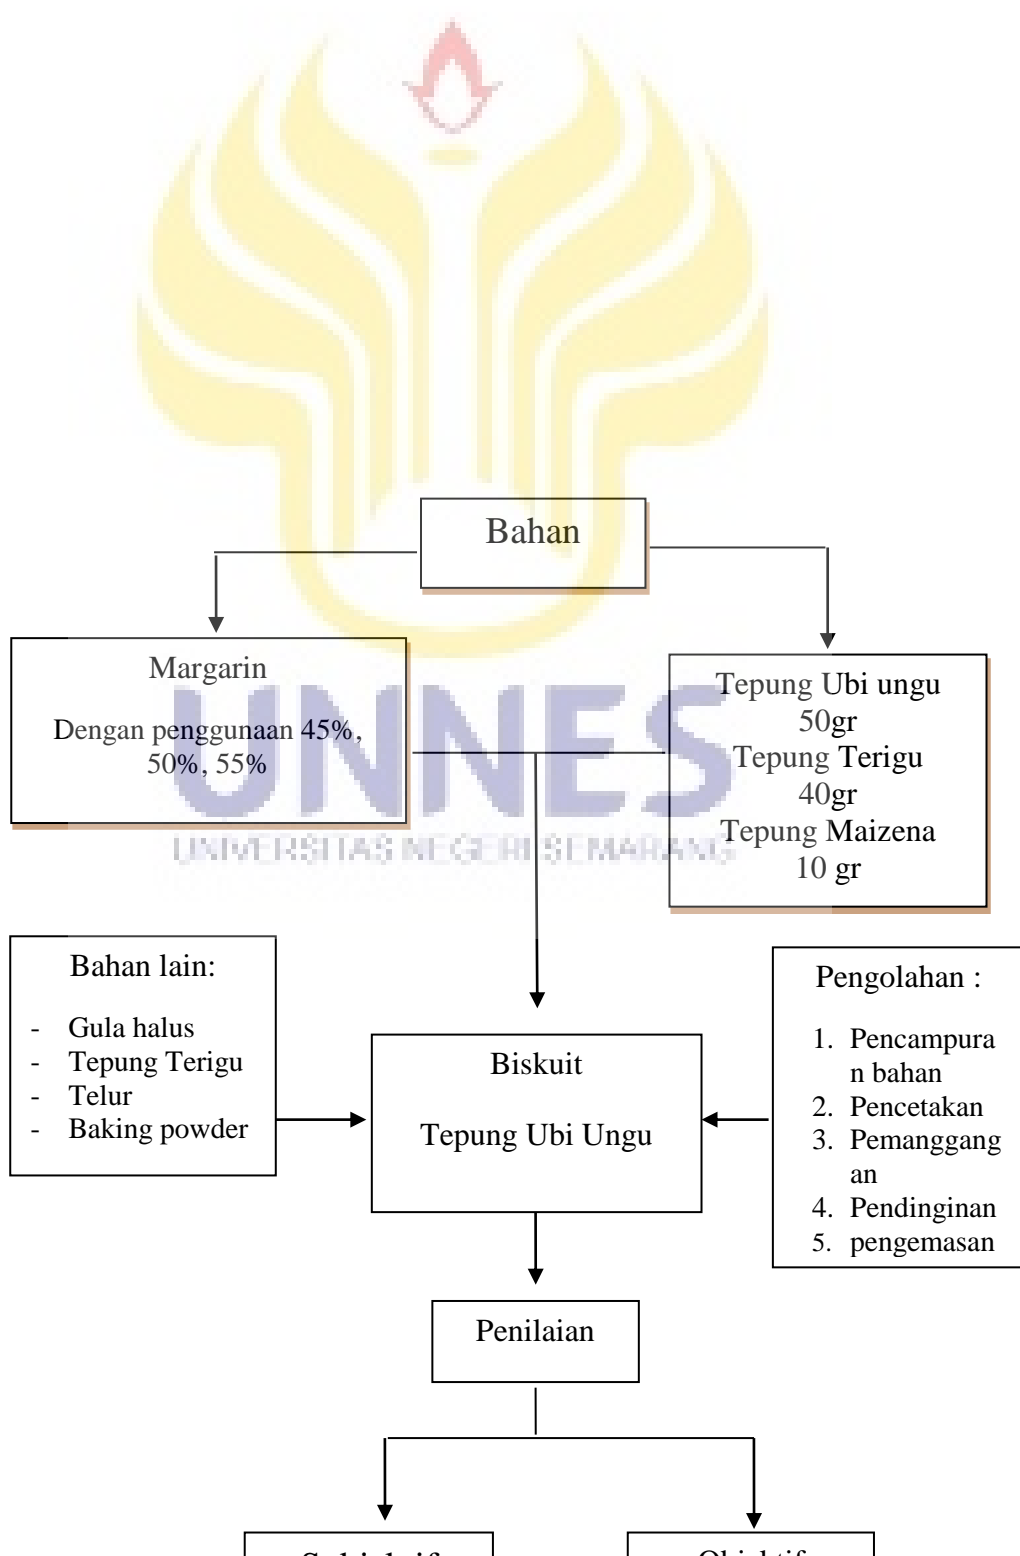 Bahan
Margarin
Dengan penggunaan 45%,
50%, 55%
Tepung Ubi ungu
50gr
Tepung Terigu
40gr
Tepung Maizena
10 gr
UNNES
UNIVERSITAS NEGERI SEMARANG
Bahan lain:
- Gula halus
- Tepung Terigu
- Telur
- Baking powder
Biskuit
Tepung Ubi Ungu
Pengolahan :
1. Pencampura
n bahan
2. Pencetakan
3. Pemanggang
an
4. Pendinginan
5. pengemasan
Penilaian
Subjektif
Objektif